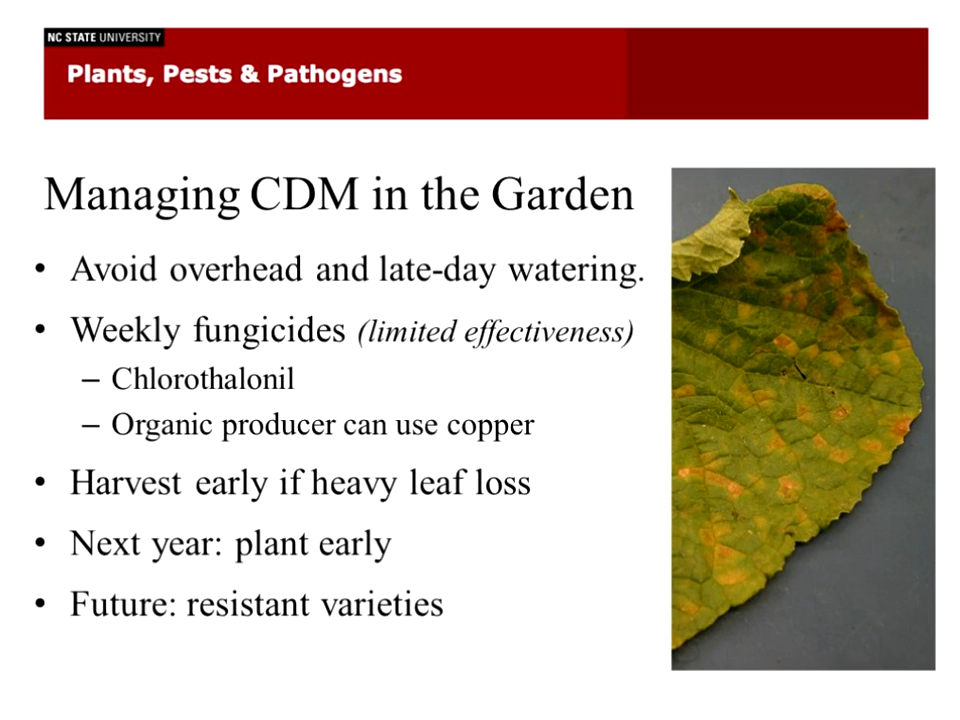 NC STATE UNIVERSITY
Plants, Pests & Pathogens
Managing CDM in the Garden
• Avoid overhead and late-day watering.
• Weekly fungicides (limited effectiveness)
– Chlorothalonil
– Organic producer can use copper
• Harvest early if heavy leaf loss
• Next year: plant early
• Future: resistant varieties